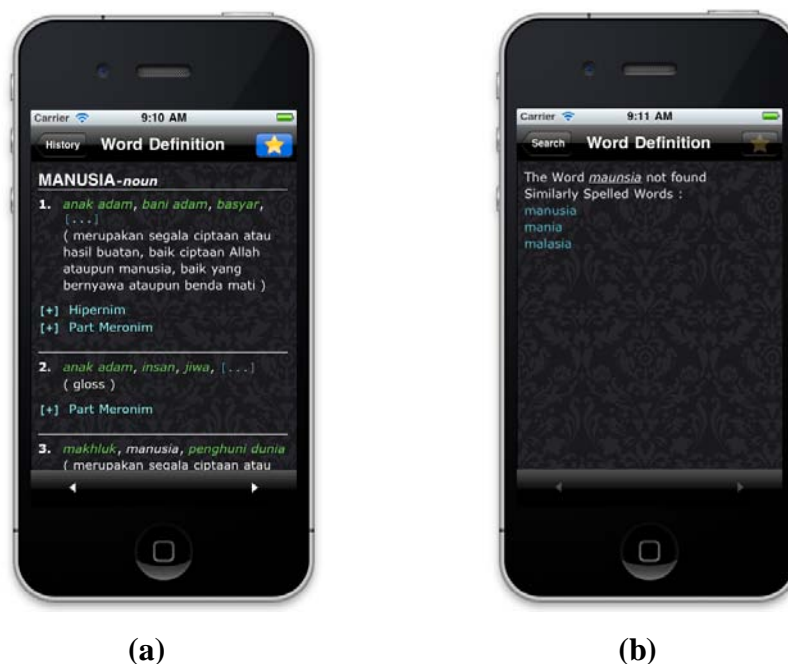 Carrier 9:10 AM
History Word Definition
MANUSIA-noun
1. anak adam, bani adam, basyar,
[...]
( merupakan segala ciptaan atau
hasil buatan, baik ciptaan Allah
ataupun manusia, baik yang
bernyawa ataupun benda mati )
[+] Hipernim
[+] Part Meronim
2. anak adam, insan, jiwa, [...]
( gloss )
[+] Part Meronim
3. makhluk, manusia, penghuni dunia
( merupakan segala ciptaan atau
(a)
Carrier 9:11 AM
Search Word Definition
The Word maunsia not found
Similarly Spelled Words :
manusia
mania
malasia
(b)